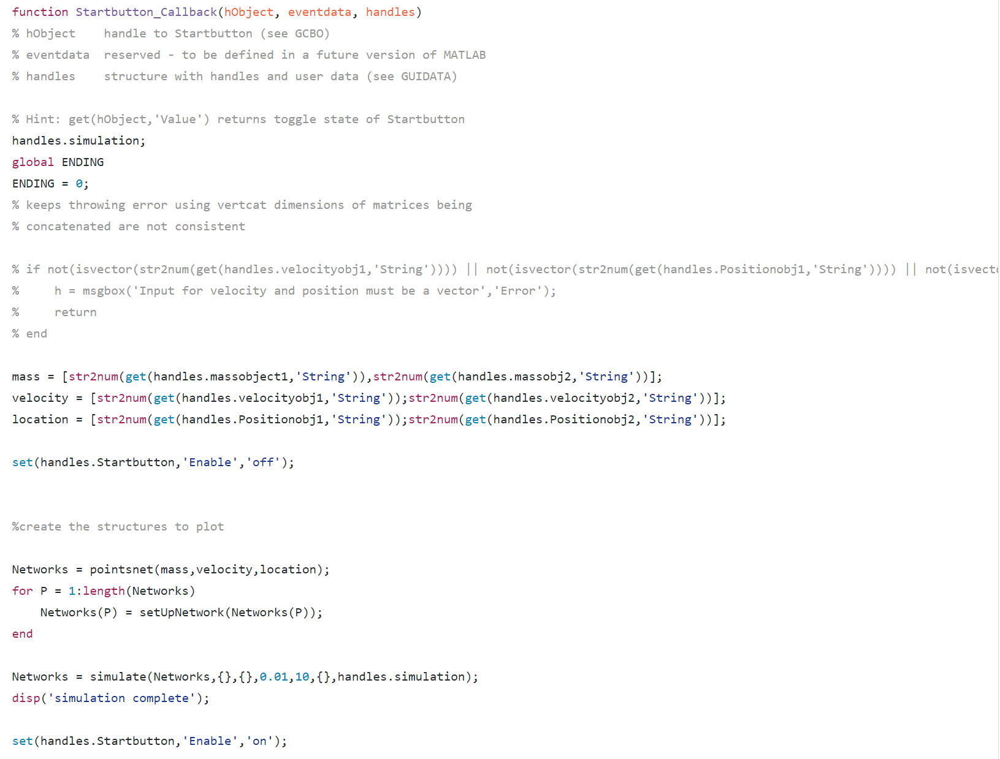 function Startbutton_Callback(hObject, eventdata, handles)
% hObject    handle to Startbutton (see GCBO)
% eventdata  reserved - to be defined in a future version of MATLAB
% handles    structure with handles and user data (see GUIDATA)
% Hint: get(hObject,'Value') returns toggle state of Startbutton
handles.simulation;
global ENDING
ENDING = 0;
% keeps throwing error using vertcat dimensions of matrices being
% concatenated are not consistent
% if not(isvector(str2num(get(handles.velocityobj1,'String')))) || not(isvector(str2num(get(handles.Positionobj1,'String')))) || not(
%     h = msgbox('Input for velocity and position must be a vector','Error');
%     return
% end
mass = [str2num(get(handles.massobject1,'String')),str2num(get(handles.massobj2,'String'))];
velocity = [str2num(get(handles.velocityobj1,'String'));str2num(get(handles.velocityobj2,'String'))];
location = [str2num(get(handles.Positionobj1,'String'));str2num(get(handles.Positionobj2,'String'))];
set(handles.Startbutton,'Enable','off');
%create the structures to plot
Networks = pointsnet(mass,velocity,location);
for P = 1:length(Networks)
    Networks(P) = setUpNetwork(Networks(P));
end
Networks = simulate(Networks,{},{},0.01,10,{},handles.simulation);
disp('simulation complete');
set(handles.Startbutton,'Enable','on');